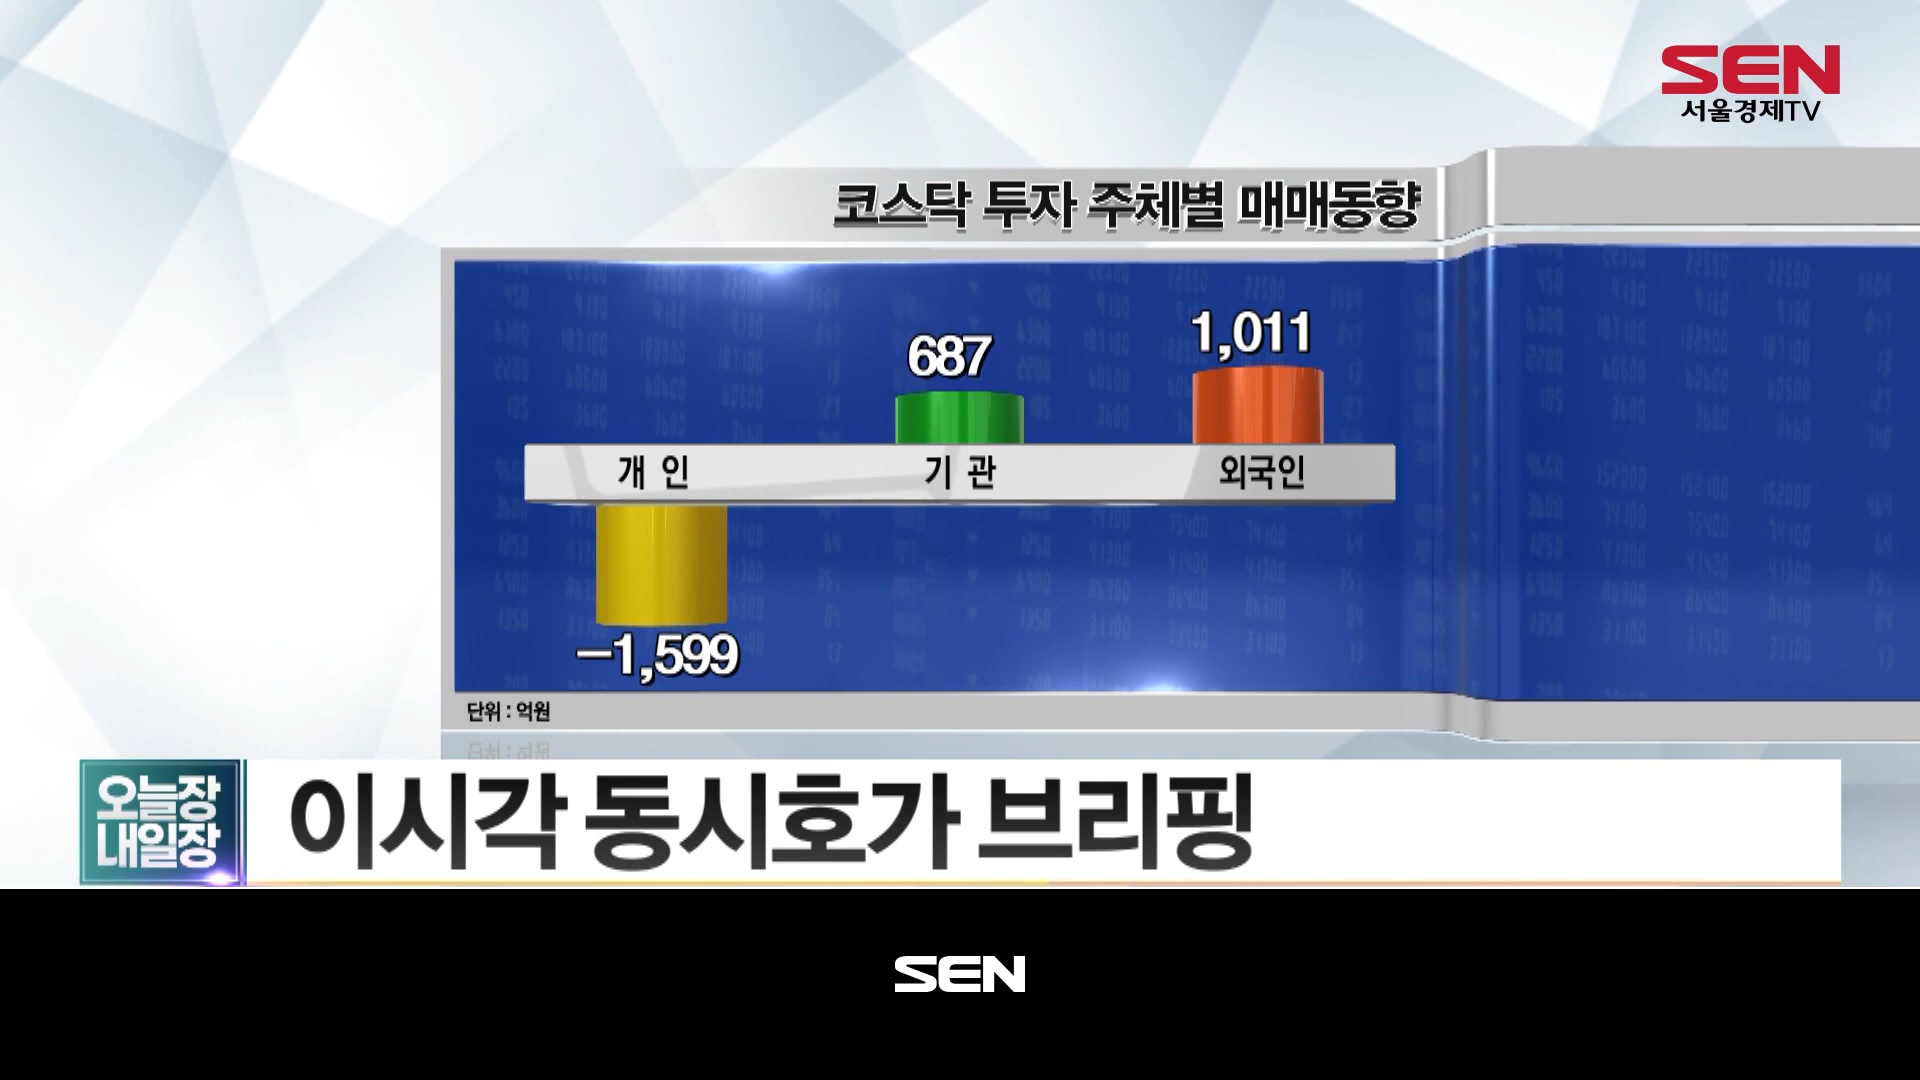 SEN
서울경제TV
코스닥 투자 주체별 매매동향
687
1,011
개 인
기 관
외국인
-1,599
단위 : 억원
오늘장
내일장
이시각 동시호가 브리핑
SEN